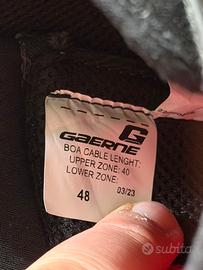 G
GAERNE
BOA CABLE LENGHT:
UPPER ZONE: 40
LOWER ZONE:
48
03/23
subito